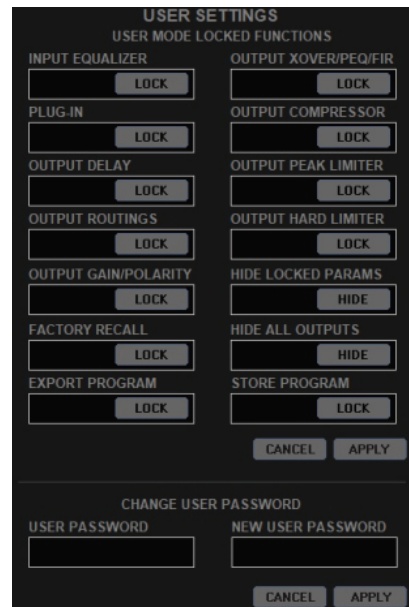 USER SETTINGS
USER MODE LOCKED FUNCTIONS
INPUT EQUALIZER OUTPUT XOVER/PEQ/FIR
LOCK LOCK
PLUG-IN OUTPUT COMPRESSOR
LOCK LOCK
OUTPUT DELAY OUTPUT PEAK LIMITER
LOCK LOCK
OUTPUT ROUTINGS OUTPUT HARD LIMITER
LOCK LOCK
OUTPUT GAIN/POLARITY HIDE LOCKED PARAMS
LOCK HIDE
FACTORY RECALL HIDE ALL OUTPUTS
LOCK HIDE
EXPORT PROGRAM STORE PROGRAM
LOCK LOCK
CANCEL APPLY
CHANGE USER PASSWORD
USER PASSWORD NEW USER PASSWORD
CANCEL APPLY